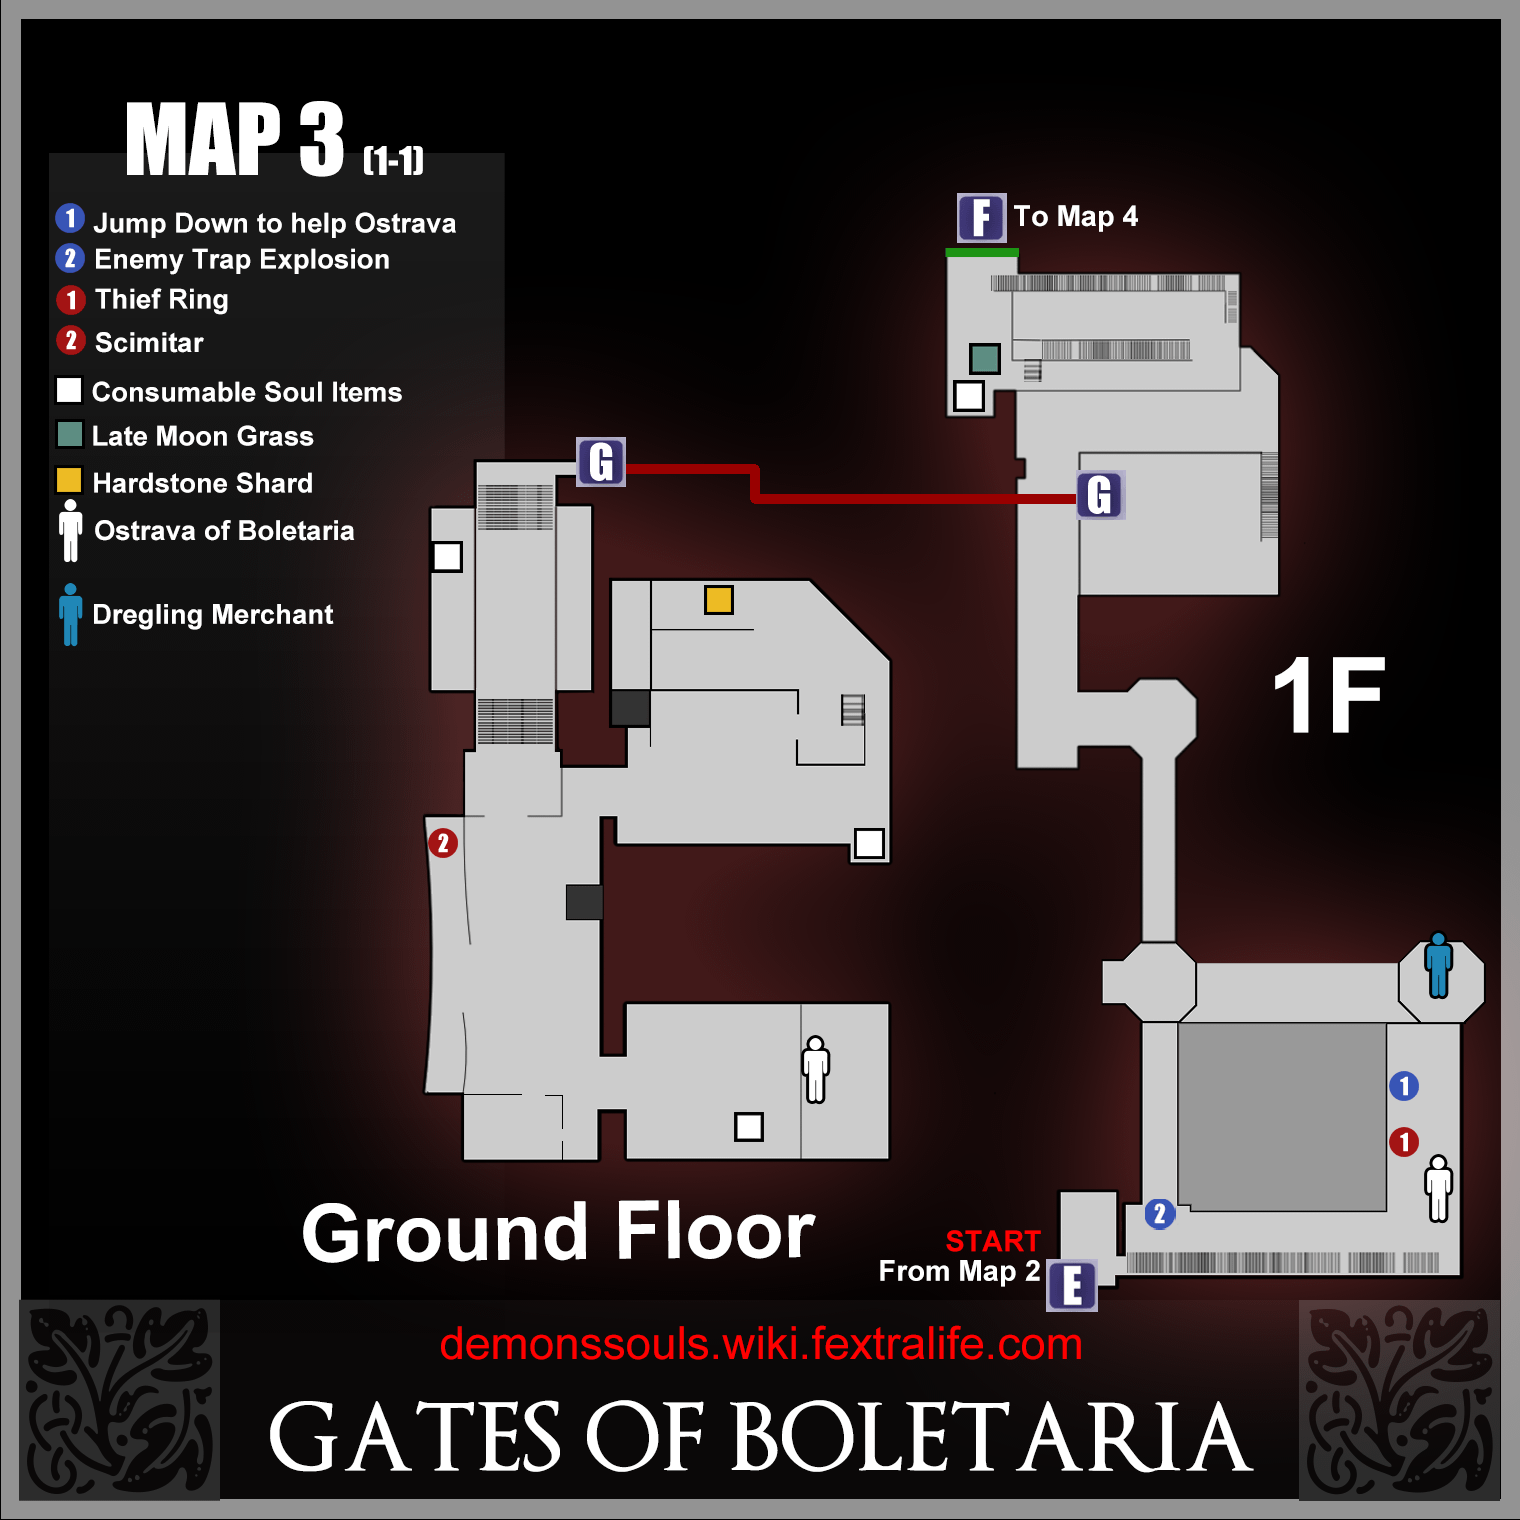 MAP 3 (1-1)
1 Jump Down to help Ostrava
2 Enemy Trap Explosion
1 Thief Ring
2 Scimitar
Consumable Soul Items
Late Moon Grass
Hardstone Shard
Ostrava of Boletaria
Dregling Merchant
F To Map 4
G
G
1F
2
1
1
2
Ground Floor
START
From Map 2
E
demonssouls.wiki.fextralife.com
GATES OF BOLETARIA